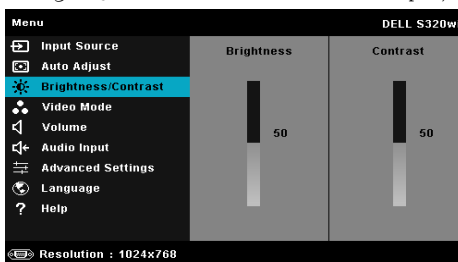 Menu DELL S320w
Input Source
Auto Adjust
Brightness/Contrast
Video Mode
Volume
Audio Input
Advanced Settings
Language
? Help
Brightness Contrast
50 50
Resolution : 1024x768